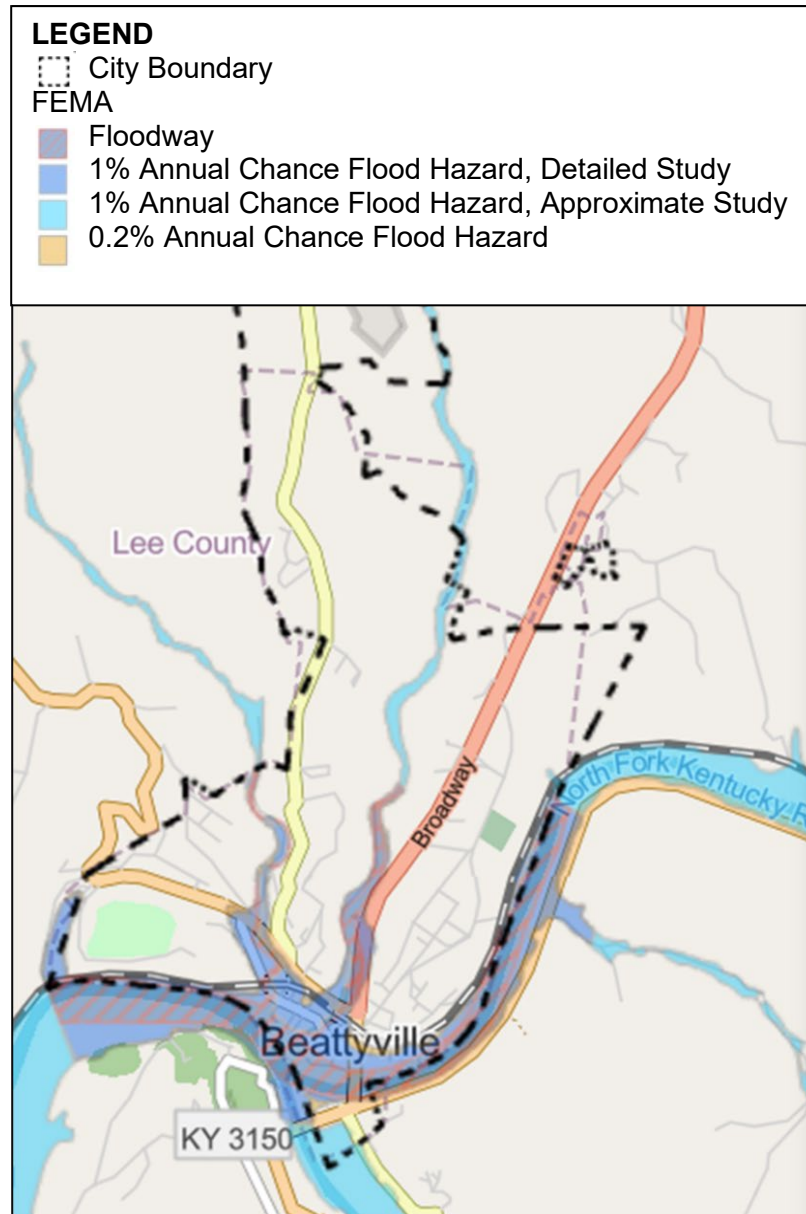 LEGEND
City Boundary
FEMA
Floodway
1% Annual Chance Flood Hazard, Detailed Study
1% Annual Chance Flood Hazard, Approximate Study
0.2% Annual Chance Flood Hazard
Lee County
Broadway
North Fork Kentucky R
Beattyville
KY 3150